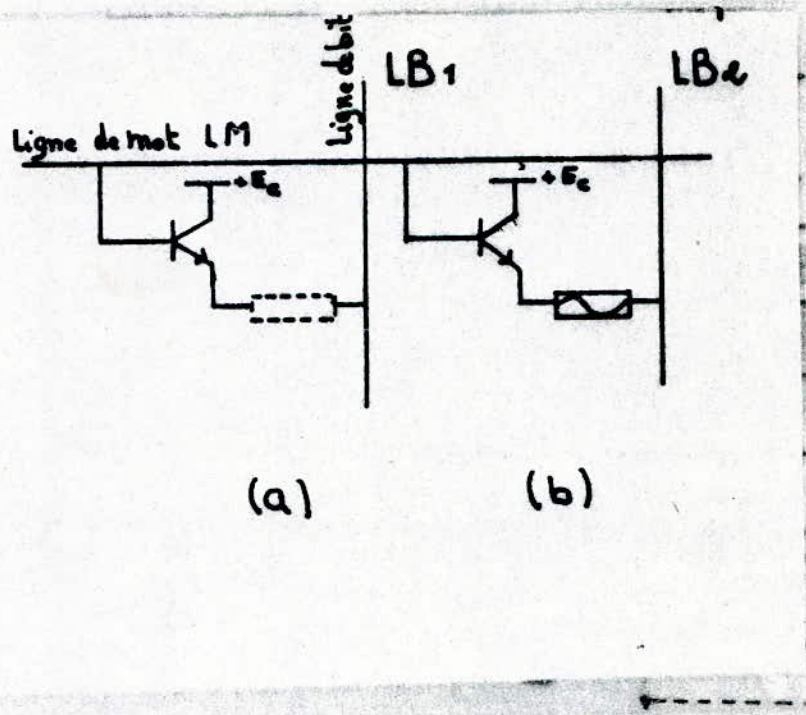 Ligne de bit
LB1
LB2
Ligne de mot LM
+Ec
+Ec
(a)
(b)